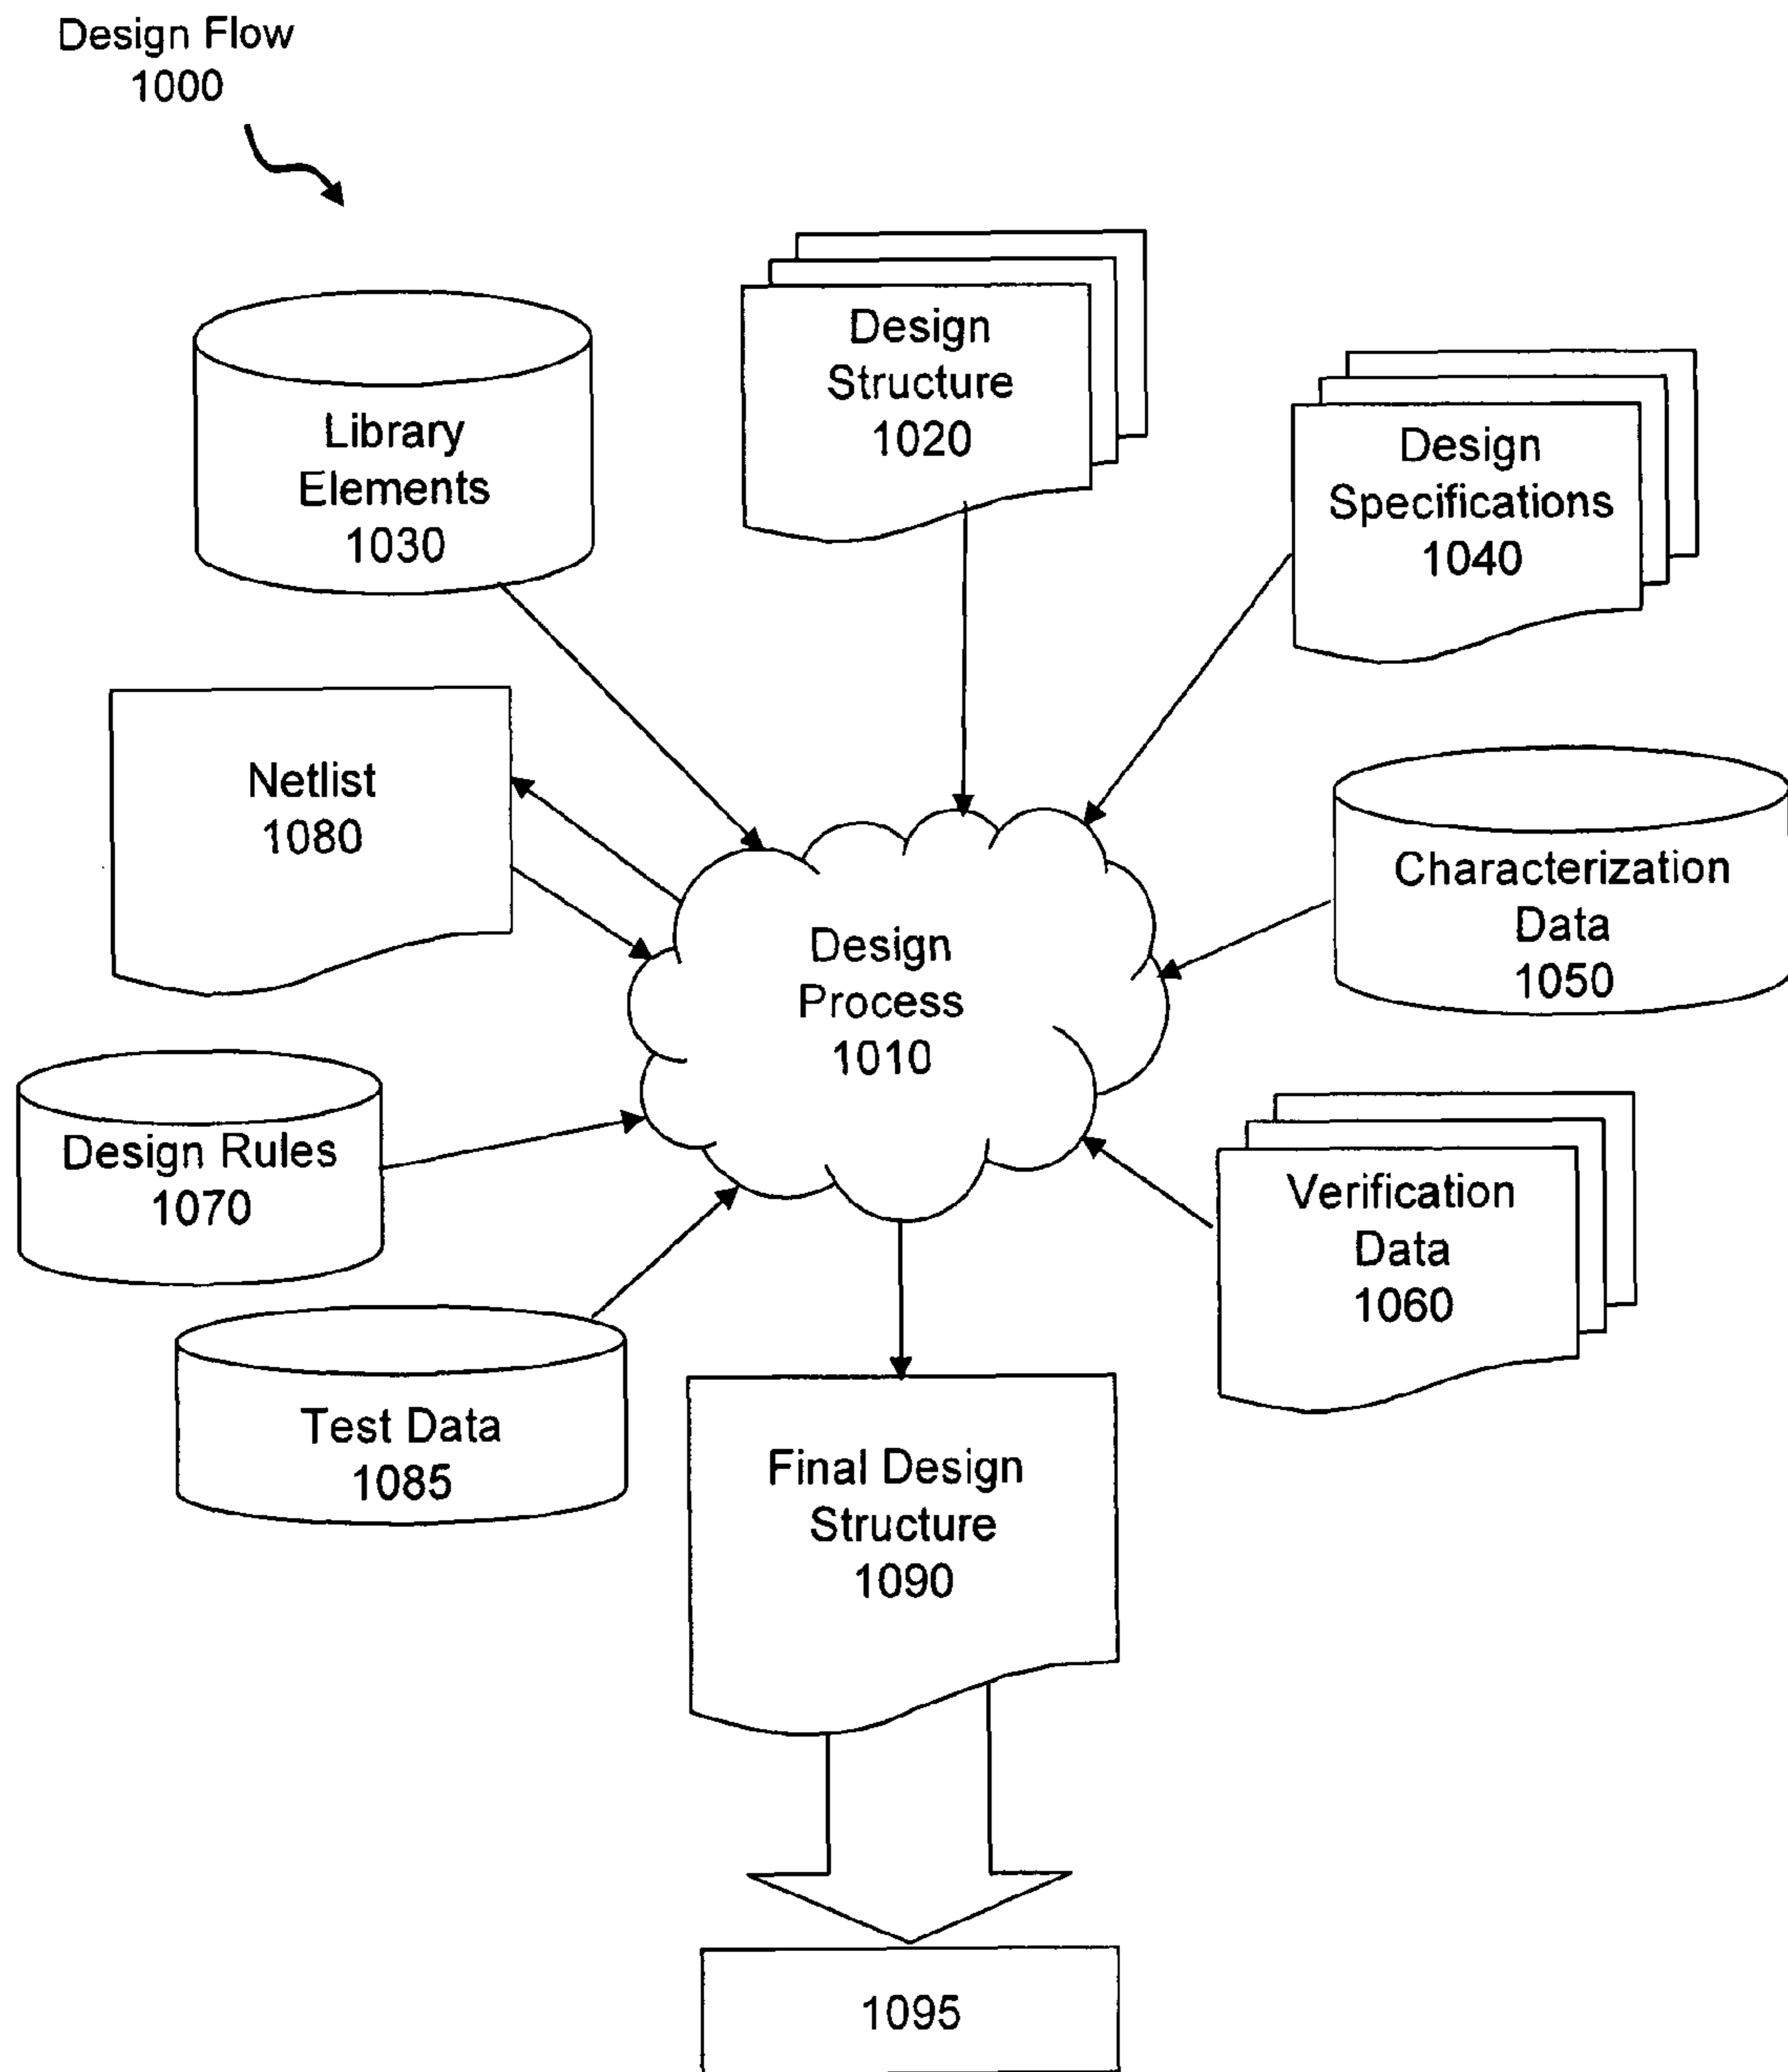 Design Flow
1000
Design
Structure
1020
Library
Elements
1030
Design
Specifications
1040
Netlist
1080
Characterization
Data
1050
Design
Process
1010
Design Rules
1070
Verification
Data
1060
Test Data
1085
Final Design
Structure
1090
1095